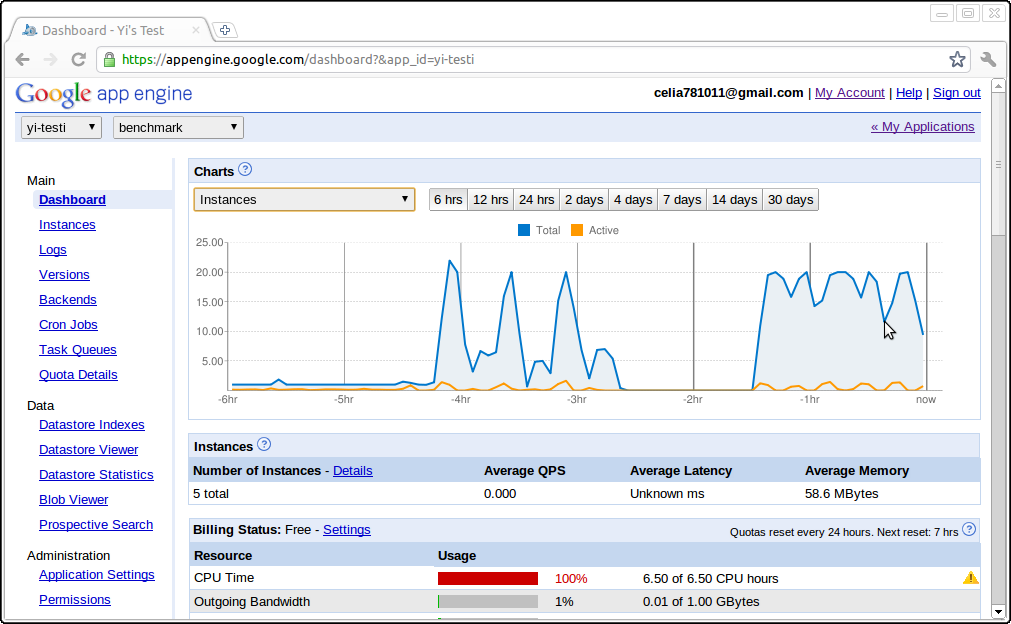 Dashboard - Yi's Test
https://appengine.google.com/dashboard?&app_id=yi-testi
Google app engine
celia781011@gmail.com | My Account | Help | Sign out
yi-testi
benchmark
« My Applications
Main
Dashboard
Instances
Logs
Versions
Backends
Cron Jobs
Task Queues
Quota Details
Data
Datastore Indexes
Datastore Viewer
Datastore Statistics
Blob Viewer
Prospective Search
Administration
Application Settings
Permissions
Charts ?
Instances
6 hrs 12 hrs 24 hrs 2 days 4 days 7 days 14 days 30 days
Total Active
25.00
20.00
15.00
10.00
5.00
-6hr -5hr -4hr -3hr -2hr -1hr now
Instances ?
Number of Instances - Details Average QPS Average Latency Average Memory
5 total 0.000 Unknown ms 58.6 MBytes
Billing Status: Free - Settings Quotas reset every 24 hours. Next reset: 7 hrs ?
Resource Usage
CPU Time 100% 6.50 of 6.50 CPU hours
Outgoing Bandwidth 1% 0.01 of 1.00 GBytes